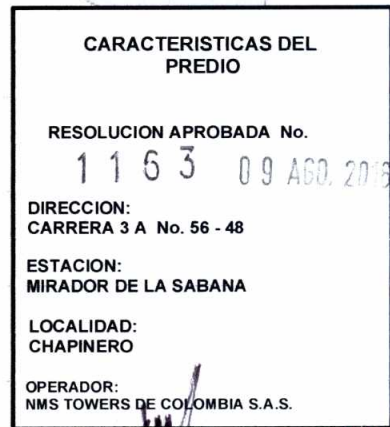 CARACTERISTICAS DEL
PREDIO
RESOLUCION APROBADA No.
1163 09 AGO. 2016
DIRECCION:
CARRERA 3 A No. 56 - 48
ESTACION:
MIRADOR DE LA SABANA
LOCALIDAD:
CHAPINERO
OPERADOR:
NMS TOWERS DE COLOMBIA S.A.S.